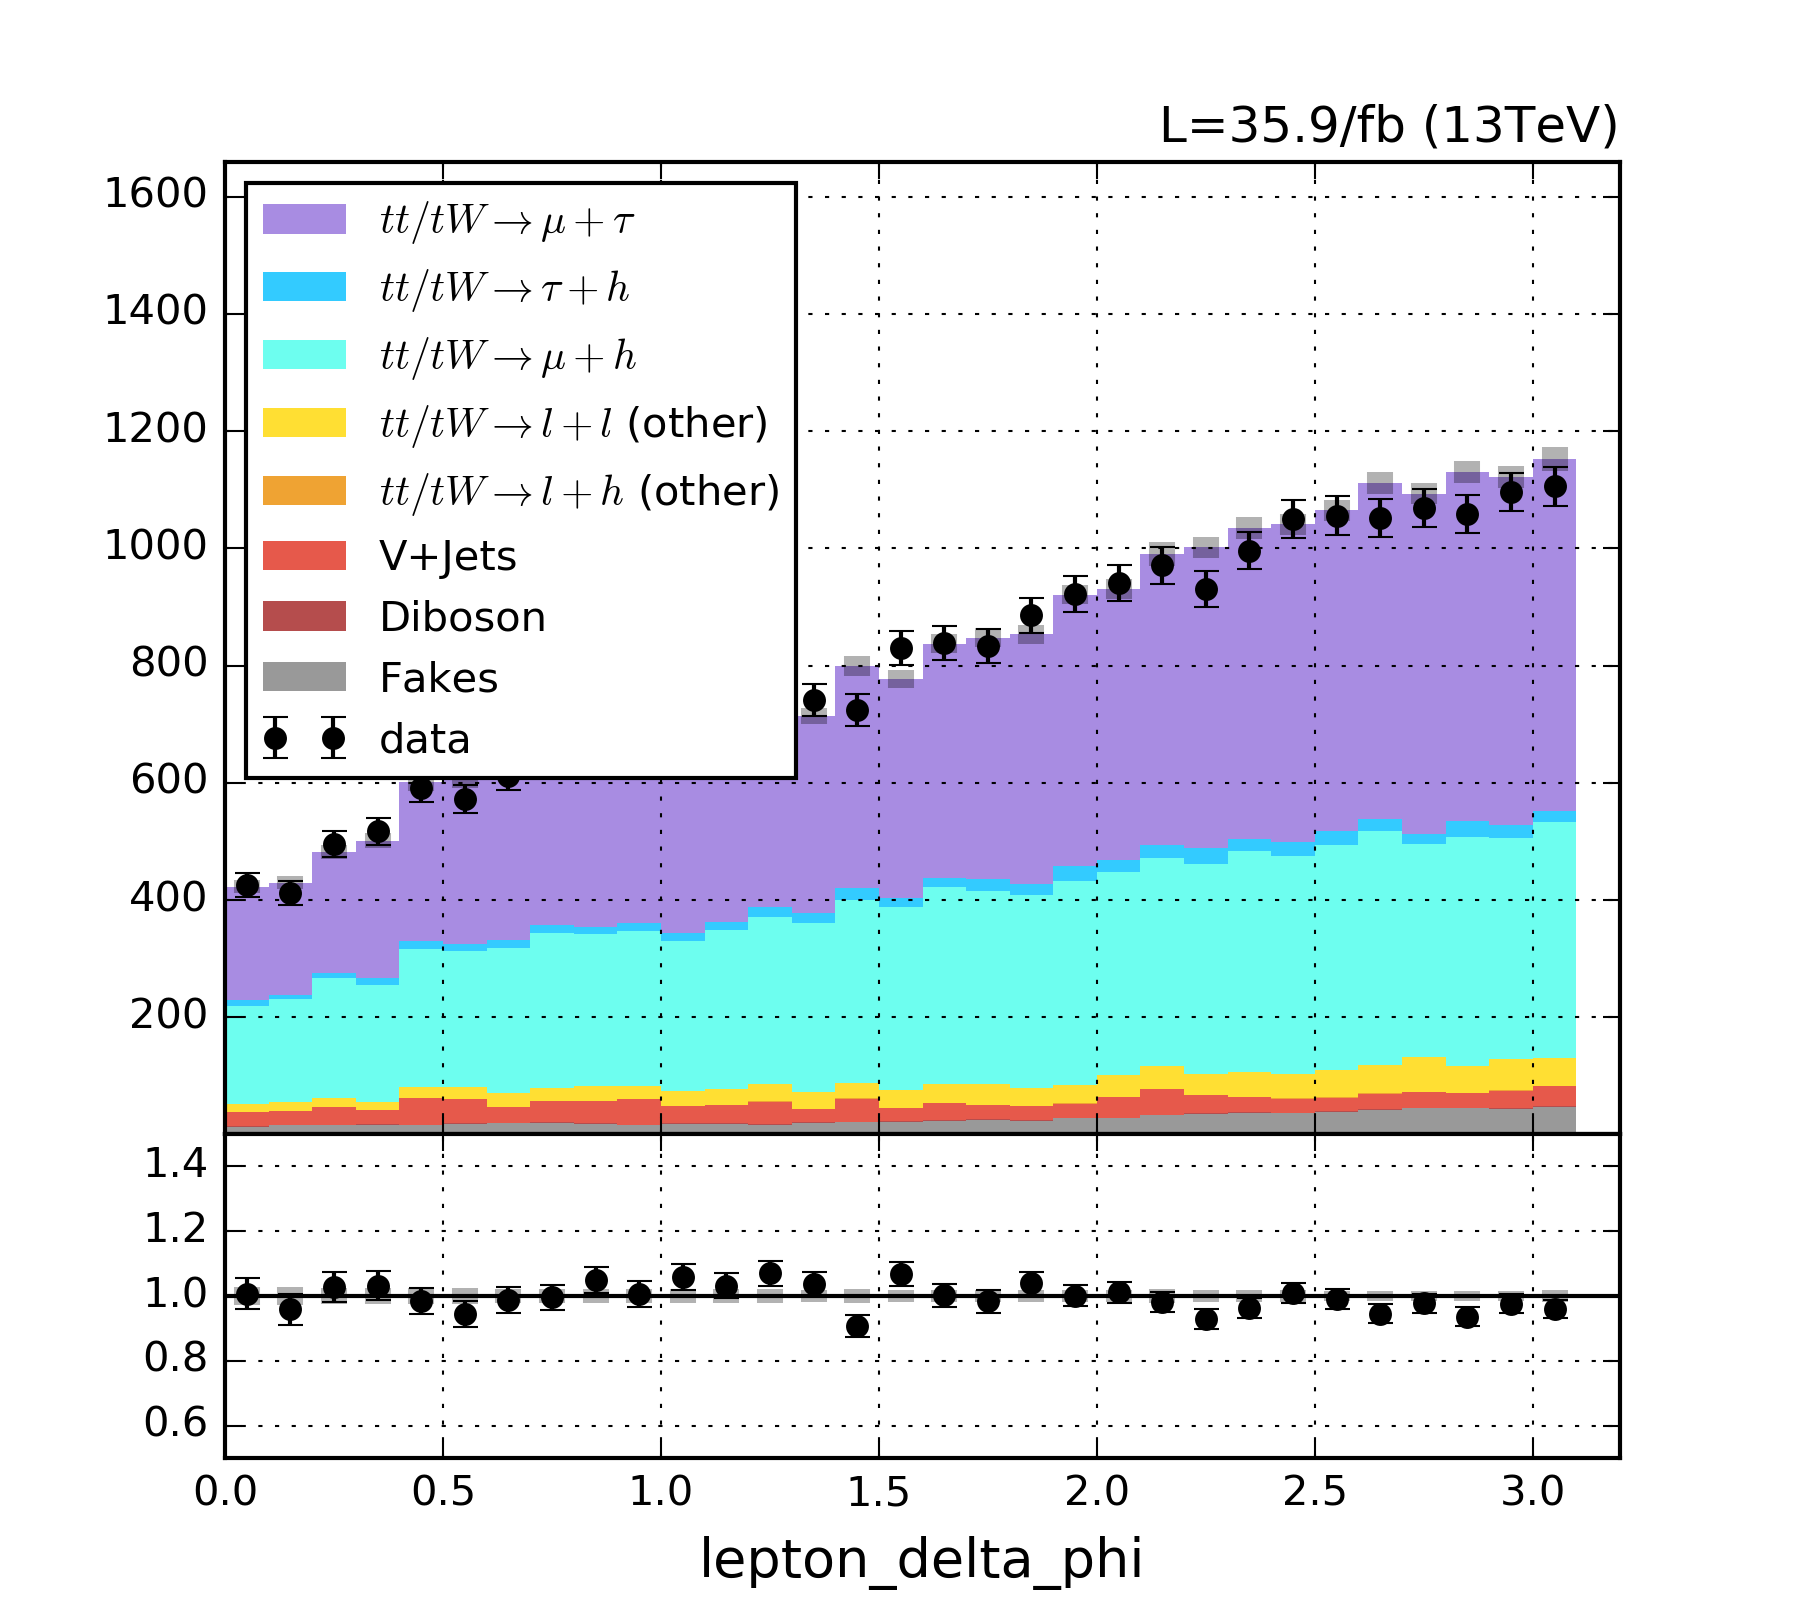 L=35.9/fb (13TeV)
1600
1400
1200
1000
800
600
400
200
tt/tW → μ + τ
tt/tW → τ + h
tt/tW → μ + h
tt/tW → l + l (other)
tt/tW → l + h (other)
V+Jets
Diboson
Fakes
data
1.4
1.2
1.0
0.8
0.6
0.0 0.5 1.0 1.5 2.0 2.5 3.0
lepton_delta_phi